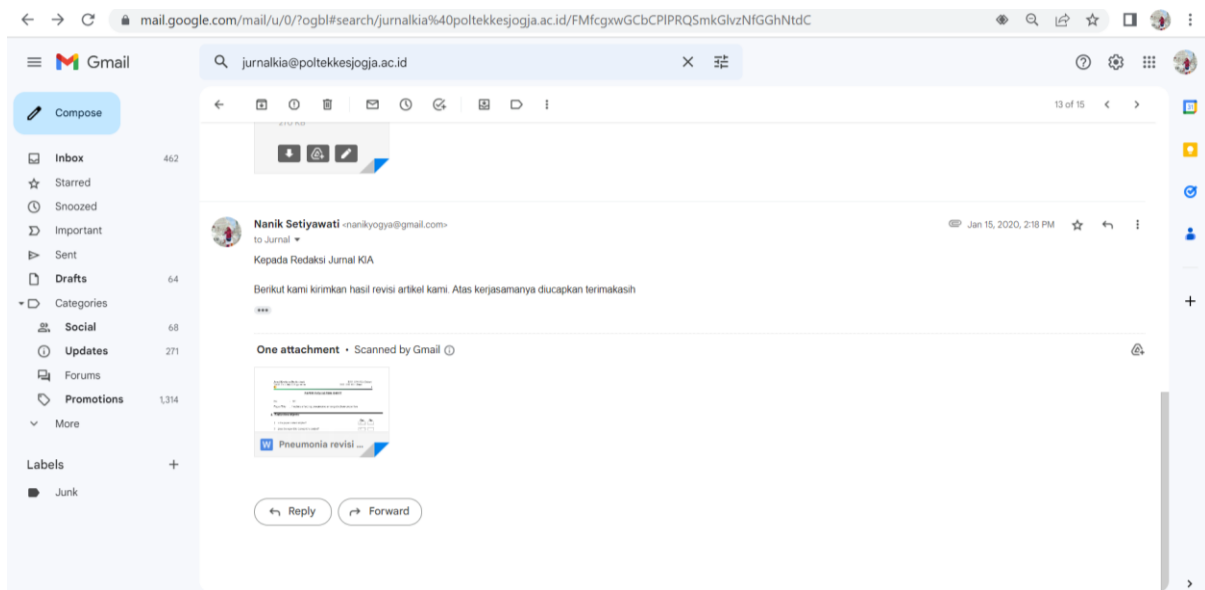 mail.google.com/mail/u/0/?ogbl#search/jurnalkia%40poltekkesjogja.ac.id/FMfcgxwGCbCPlPRQSmkGlvzNfGGhNtdC
Gmail
jurnalkia@poltekkesjogja.ac.id
Compose
13 of 15
Inbox 462
Starred
Snoozed
Important
Sent
Drafts 64
Categories
Social 68
Updates 271
Forums
Promotions 1,314
More
Labels
Junk
Nanik Setiyawati <nanikyogya@gmail.com>
Jan 15, 2020, 2:18 PM
to Jurnal
Kepada Redaksi Jurnal KIA
Berikut kami kirimkan hasil revisi artikel kami. Atas kerjasamanya diucapkan terimakasih
One attachment • Scanned by Gmail
W Pneumonia revisi ...
Reply Forward